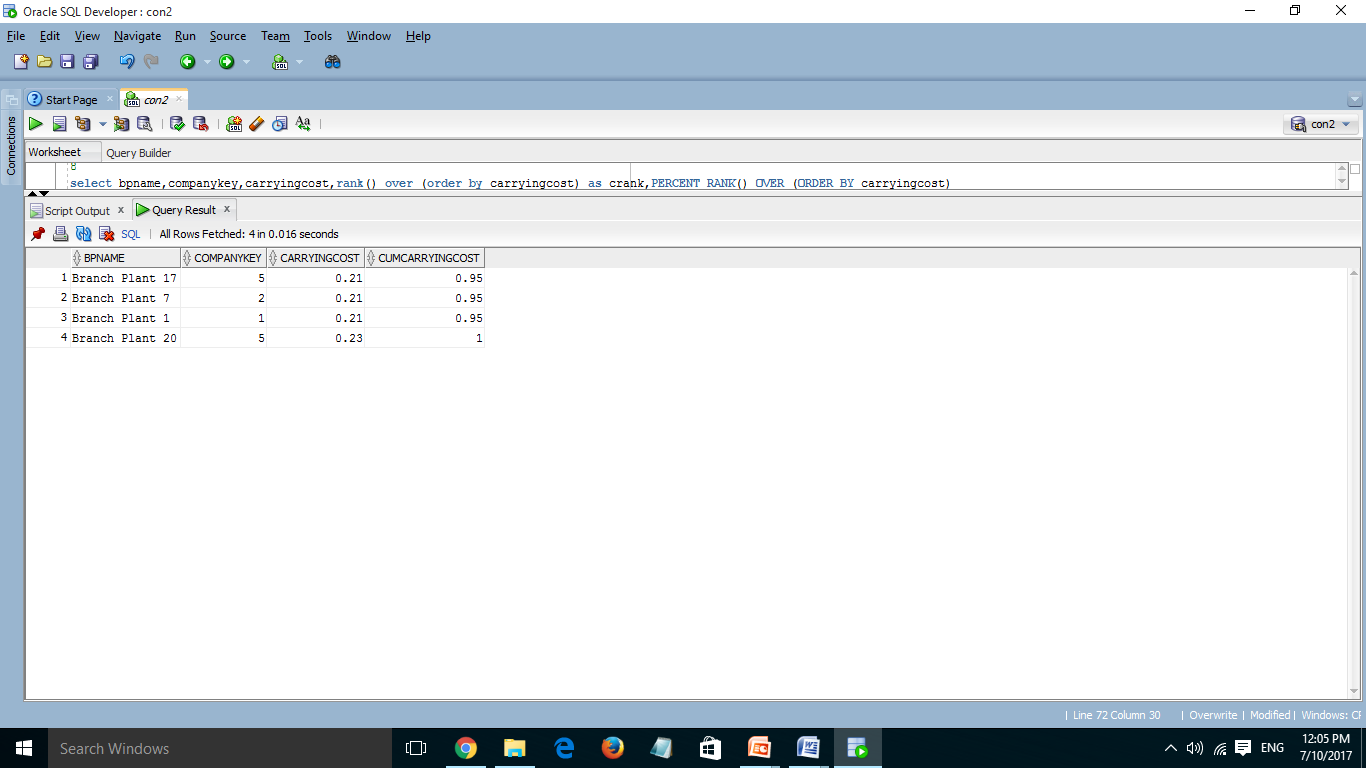 Oracle SQL Developer : con2
File Edit View Navigate Run Source Team Tools Window Help
Start Page con2
Connections
con2
Worksheet Query Builder
8
select bpname,companykey,carryingcost,rank() over (order by carryingcost) as crank,PERCENT_RANK() OVER (ORDER BY carryingcost)
Script Output x Query Result x
SQL | All Rows Fetched: 4 in 0.016 seconds
BPNAME COMPANYKEY CARRYINGCOST CUMCARRYINGCOST
1 Branch Plant 17 5 0.21 0.95
2 Branch Plant 7 2 0.21 0.95
3 Branch Plant 1 1 0.21 0.95
4 Branch Plant 20 5 0.23 1
| Line 72 Column 30 | Overwrite | Modified | Windows: CF
Search Windows
ENG
12:05 PM
7/10/2017